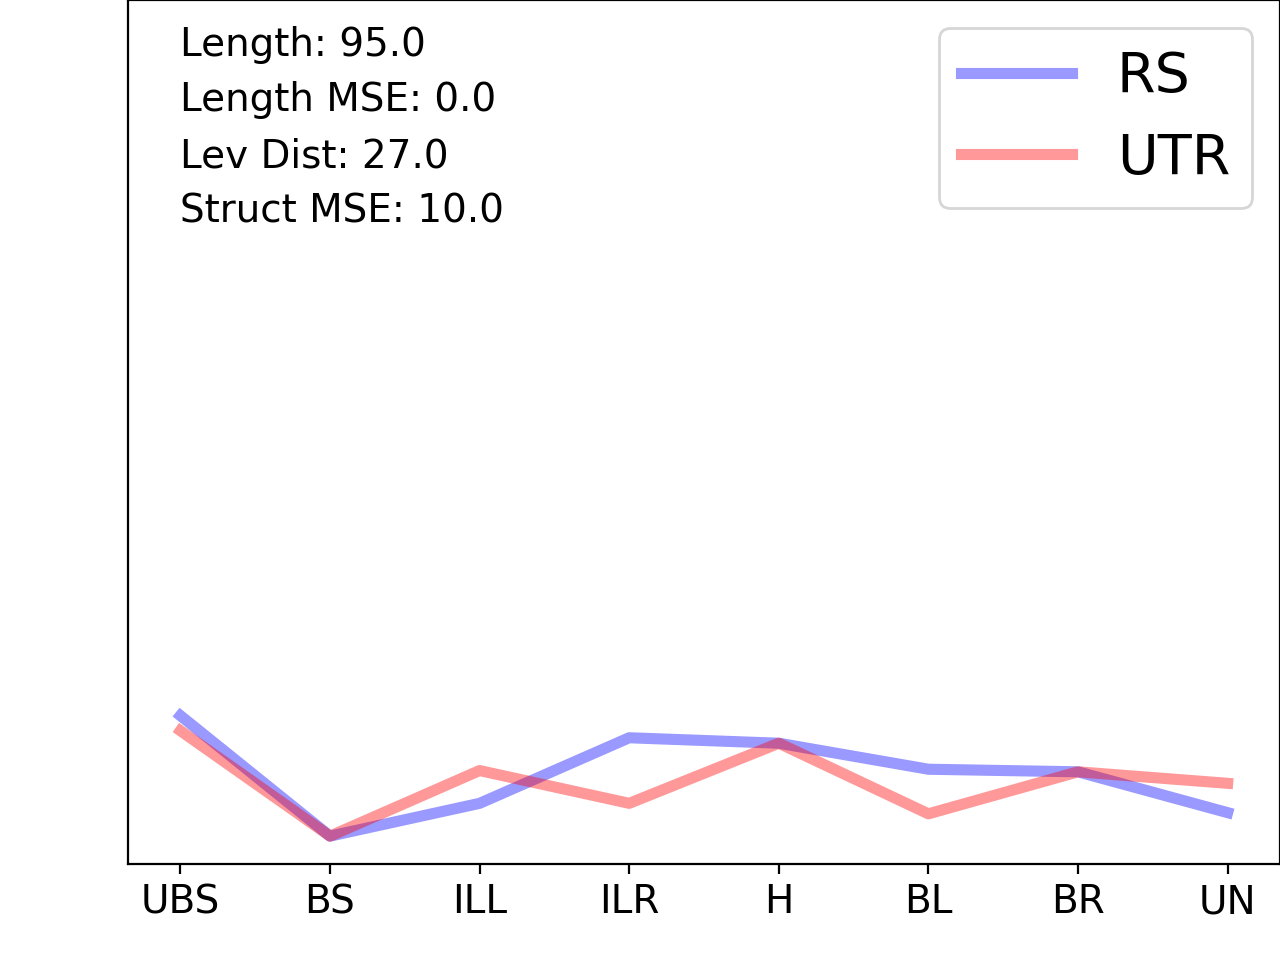 Length: 95.0
Length MSE: 0.0
Lev Dist: 27.0
Struct MSE: 10.0
RS
UTR
UBS BS ILL ILR H BL BR UN